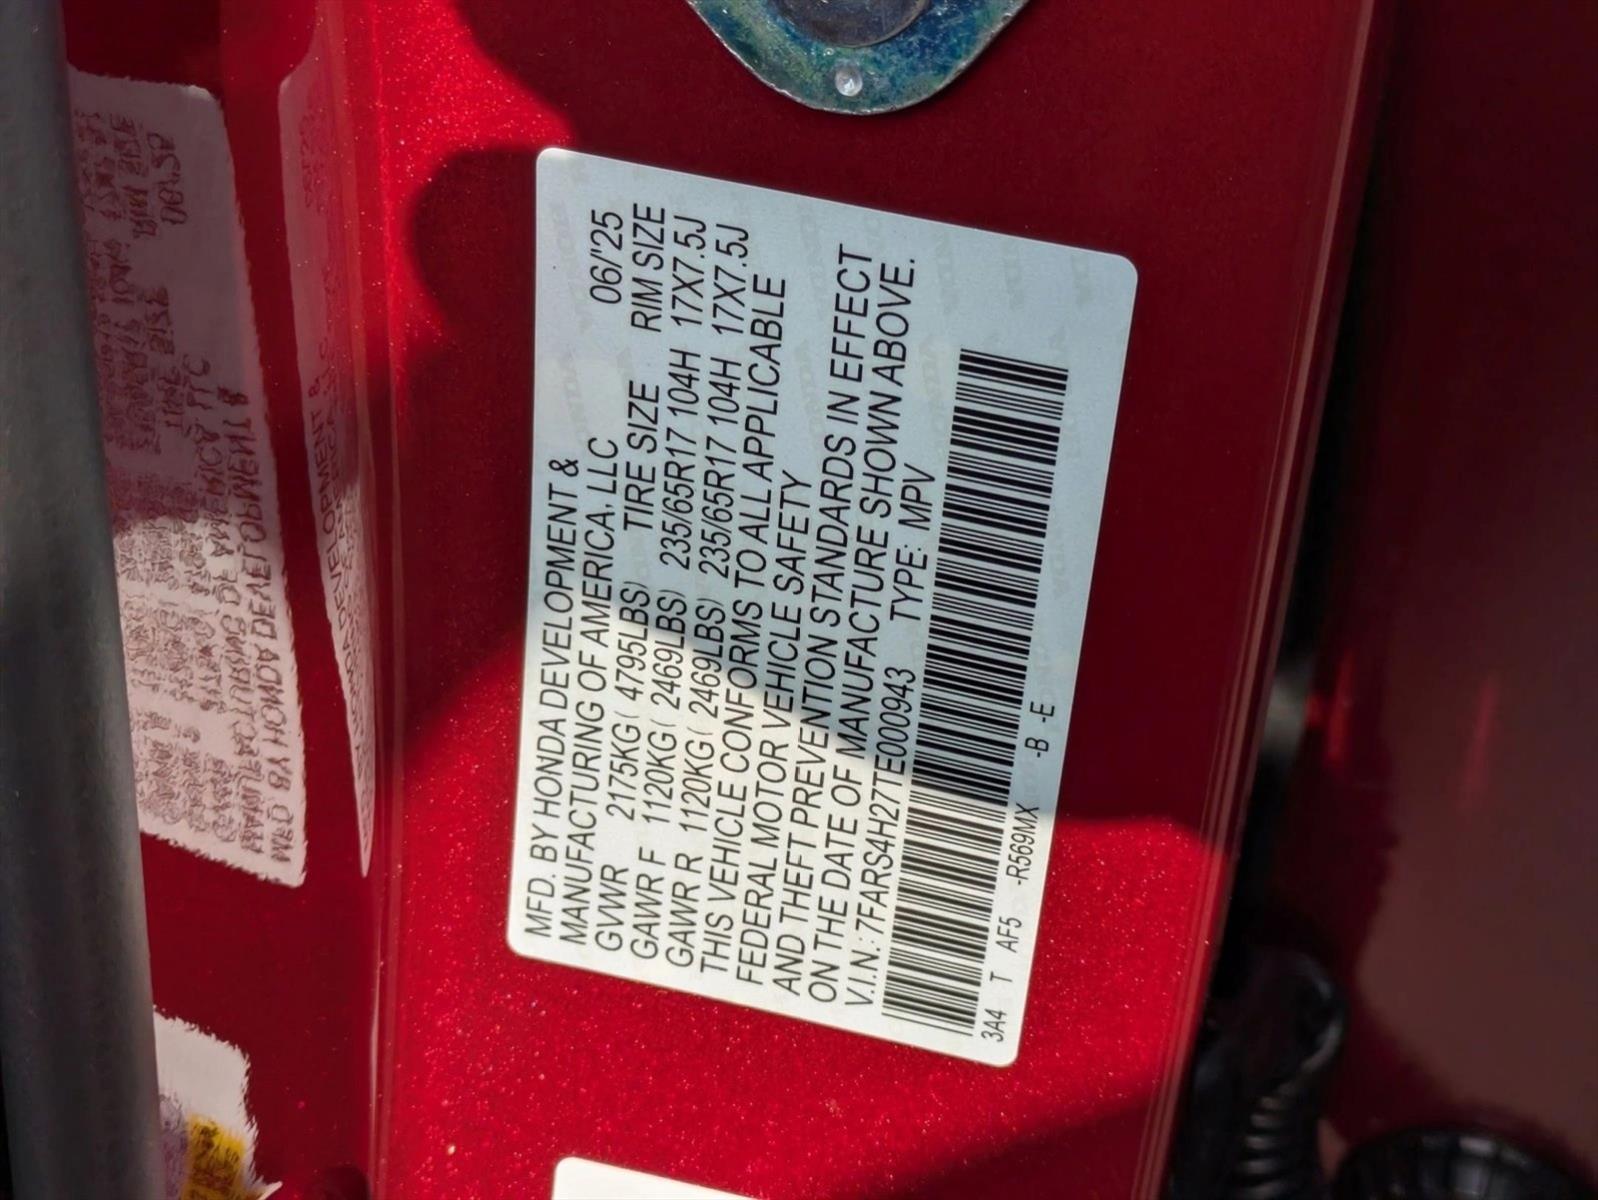 MFD. BY HONDA DEVELOPMENT &
MANUFACTURING OF AMERICA, LLC 06/'25
GVWR 2175KG( 4795LBS) TIRE SIZE RIM SIZE
GAWR F 1120KG( 2469LBS) 235/65R17 104H 17X7.5J
GAWR R 1120KG( 2469LBS) 235/65R17 104H 17X7.5J
THIS VEHICLE CONFORMS TO ALL APPLICABLE
FEDERAL MOTOR VEHICLE SAFETY
AND THEFT PREVENTION STANDARDS IN EFFECT
ON THE DATE OF MANUFACTURE SHOWN ABOVE.
V.I.N.: 7FARS4H27TE000943 TYPE: MPV
3A4 T AF5 -R569MX -B -E